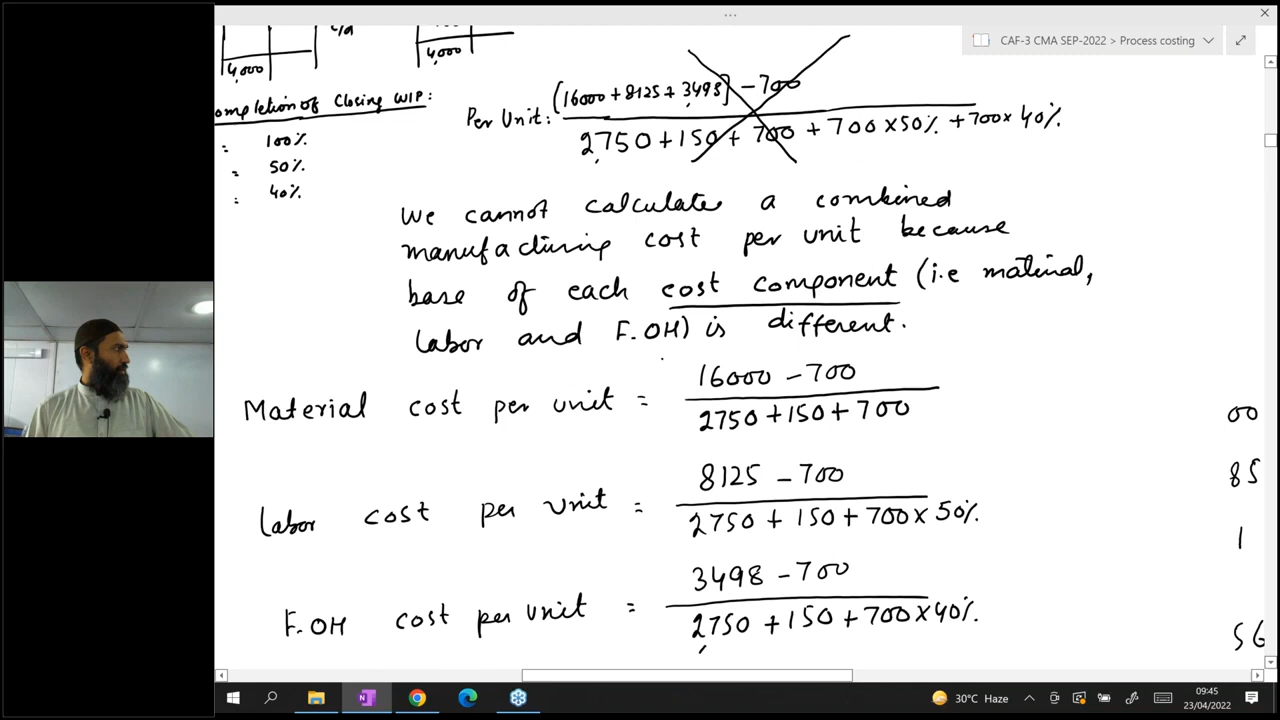 CAF-3 CMA SEP-2022 > Process costing
c/d
4,000
4,000
ompletion of Closing WIP:
= 100%
= 50%
: 40%
Per Unit: (16000 + 8125 + 3498) - 700
2750 + 150 + 700 + 700 x 50% + 700 x 40%
We cannot calculate a combined
manufacturing cost per unit because
base of each cost component (i.e material,
labor and F.OH) is different.
Material cost per unit = 16000 - 700
2750 + 150 + 700
00
Labor cost per unit = 8125 - 700
2750 + 150 + 700 x 50%
85
1
F.OH cost per unit = 3498 - 700
2750 + 150 + 700 x 40%
56
30°C Haze
09:45
23/04/2022